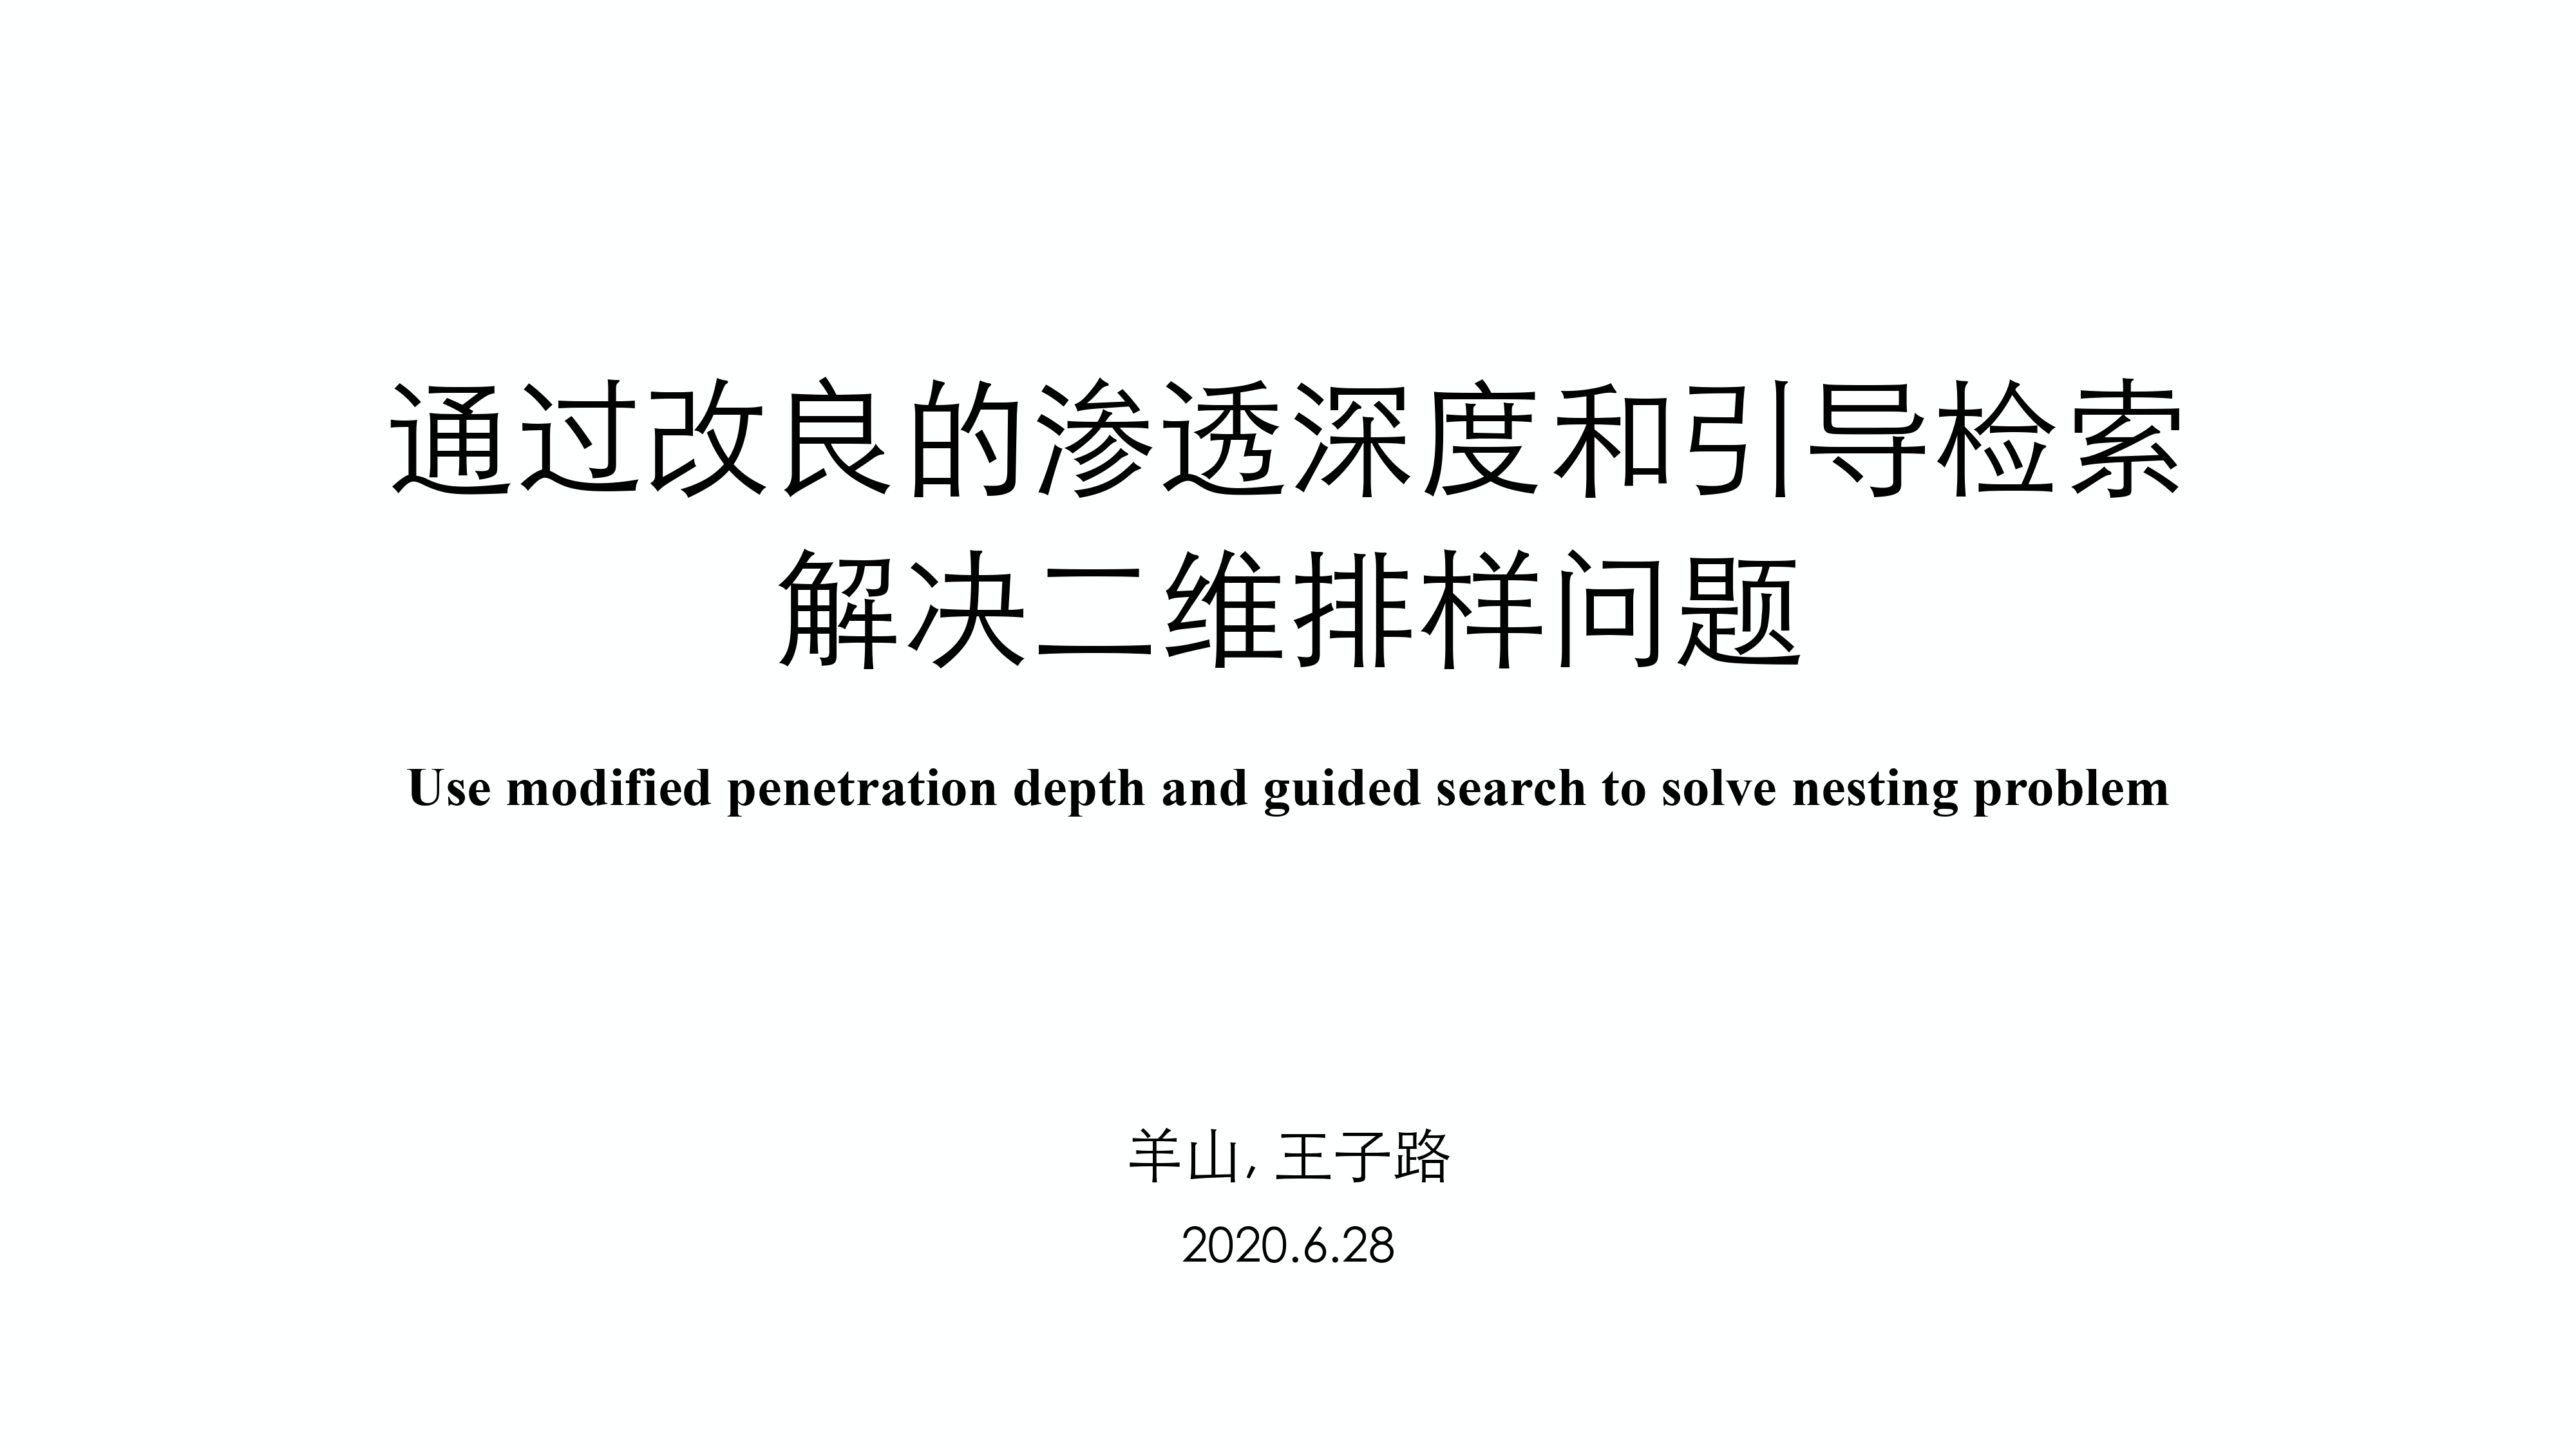 通过改良的渗透深度和引导检索
解决二维排样问题
Use modified penetration depth and guided search to solve nesting problem
羊山, 王子路
2020.6.28